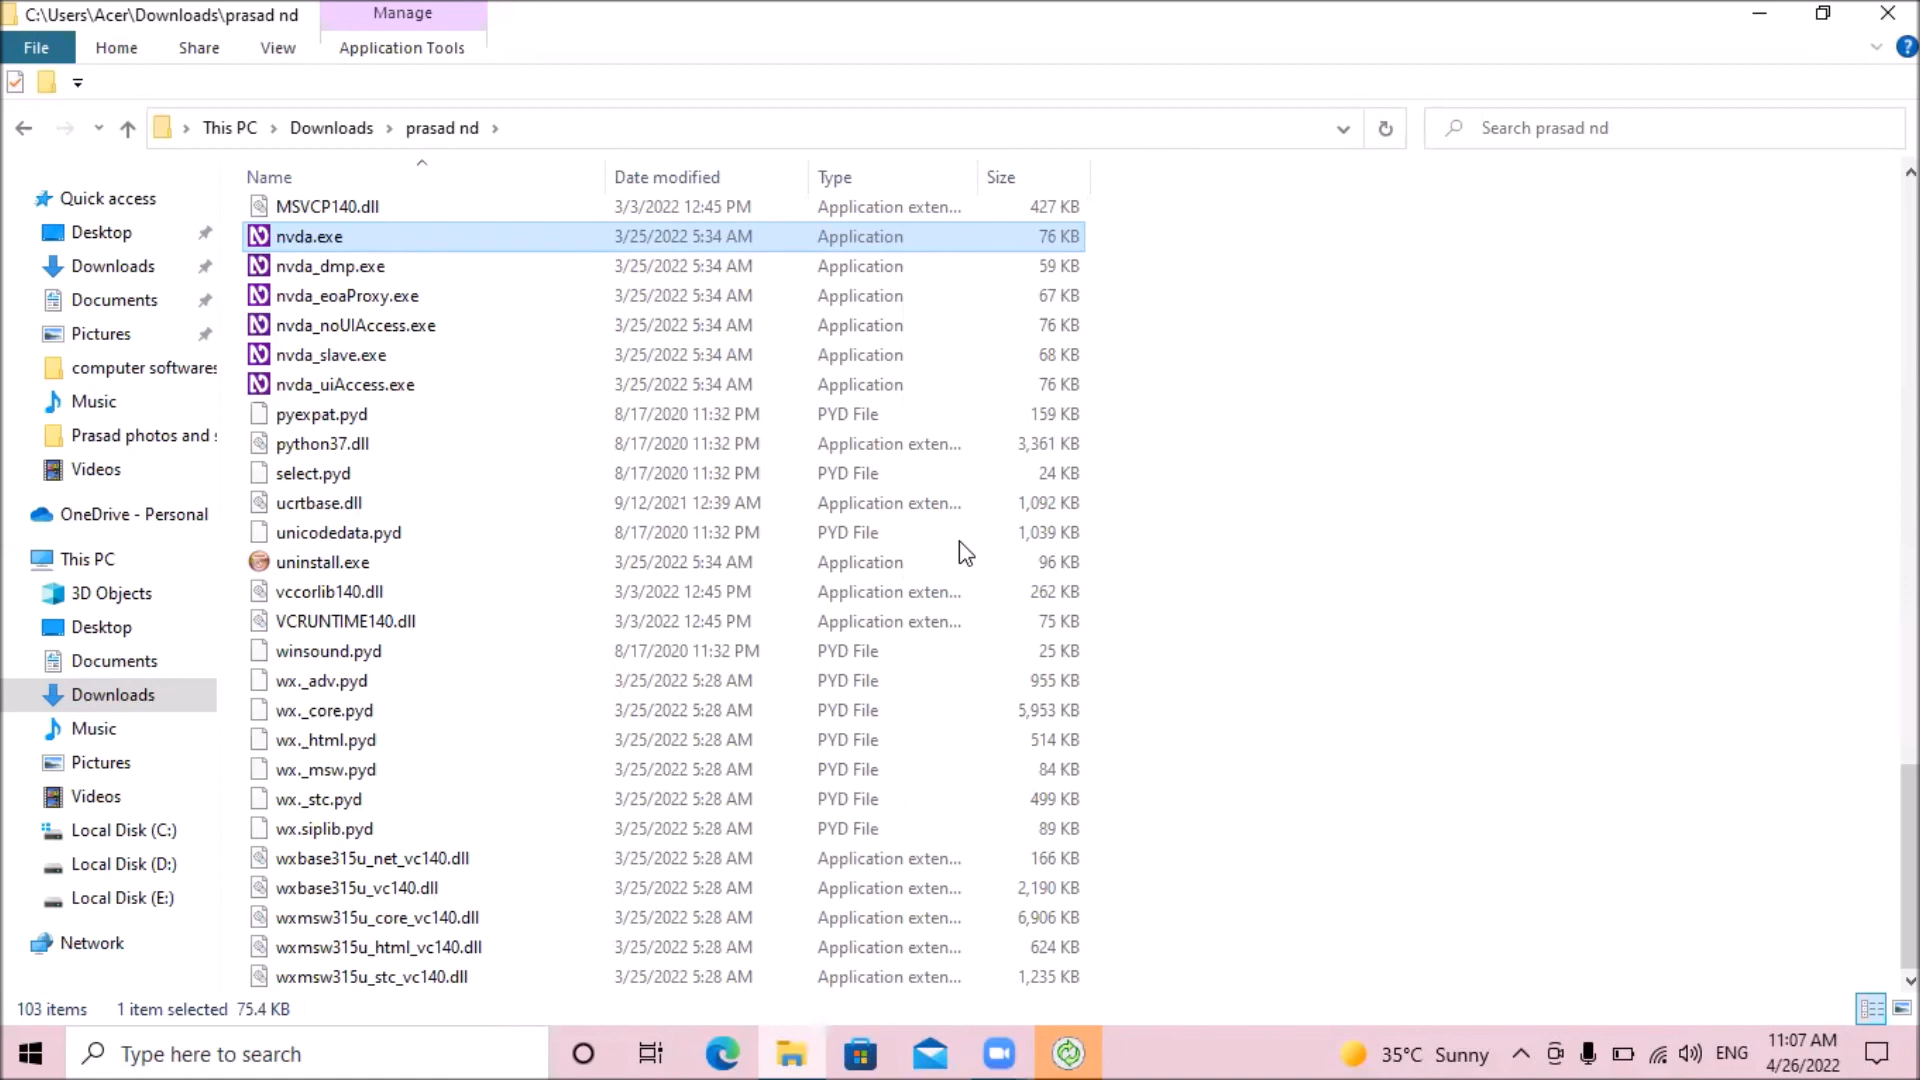 C:\Users\Acer\Downloads\prasad nd
Manage
File Home Share View Application Tools
This PC > Downloads > prasad nd >
Search prasad nd
Quick access
Desktop
Downloads
Documents
Pictures
computer softwares
Music
Prasad photos and
Videos
OneDrive - Personal
This PC
3D Objects
Desktop
Documents
Downloads
Music
Pictures
Videos
Local Disk (C:)
Local Disk (D:)
Local Disk (E:)
Network
Name Date modified Type Size
MSVCP140.dll 3/3/2022 12:45 PM Application exten... 427 KB
nvda.exe 3/25/2022 5:34 AM Application 76 KB
nvda_dmp.exe 3/25/2022 5:34 AM Application 59 KB
nvda_eoaProxy.exe 3/25/2022 5:34 AM Application 67 KB
nvda_noUIAccess.exe 3/25/2022 5:34 AM Application 76 KB
nvda_slave.exe 3/25/2022 5:34 AM Application 68 KB
nvda_uiAccess.exe 3/25/2022 5:34 AM Application 76 KB
pyexpat.pyd 8/17/2020 11:32 PM PYD File 159 KB
python37.dll 8/17/2020 11:32 PM Application exten... 3,361 KB
select.pyd 8/17/2020 11:32 PM PYD File 24 KB
ucrtbase.dll 9/12/2021 12:39 AM Application exten... 1,092 KB
unicodedata.pyd 8/17/2020 11:32 PM PYD File 1,039 KB
uninstall.exe 3/25/2022 5:34 AM Application 96 KB
vccorlib140.dll 3/3/2022 12:45 PM Application exten... 262 KB
VCRUNTIME140.dll 3/3/2022 12:45 PM Application exten... 75 KB
winsound.pyd 8/17/2020 11:32 PM PYD File 25 KB
wx._adv.pyd 3/25/2022 5:28 AM PYD File 955 KB
wx._core.pyd 3/25/2022 5:28 AM PYD File 5,953 KB
wx._html.pyd 3/25/2022 5:28 AM PYD File 514 KB
wx._msw.pyd 3/25/2022 5:28 AM PYD File 84 KB
wx._stc.pyd 3/25/2022 5:28 AM PYD File 499 KB
wx.siplib.pyd 3/25/2022 5:28 AM PYD File 89 KB
wxbase315u_net_vc140.dll 3/25/2022 5:28 AM Application exten... 166 KB
wxbase315u_vc140.dll 3/25/2022 5:28 AM Application exten... 2,190 KB
wxmsw315u_core_vc140.dll 3/25/2022 5:28 AM Application exten... 6,906 KB
wxmsw315u_html_vc140.dll 3/25/2022 5:28 AM Application exten... 624 KB
wxmsw315u_stc_vc140.dll 3/25/2022 5:28 AM Application exten... 1,235 KB
103 items 1 item selected 75.4 KB
Type here to search
35°C Sunny
ENG
11:07 AM
4/26/2022